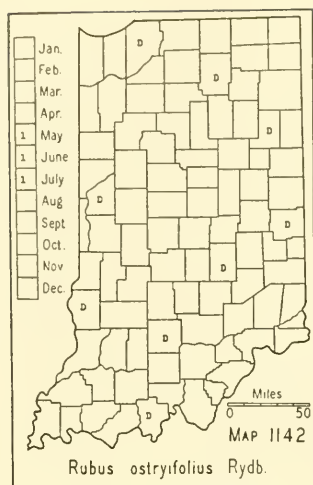 Jan.
Feb.
Mar.
Apr.
1 May
1 June
1 July
Aug
Sept
Oct.
Nov
Dec.
D
D
D
D
D
D
D
D
D
Miles
0 50
MAP 1142
Rubus ostryifolius Rydb.